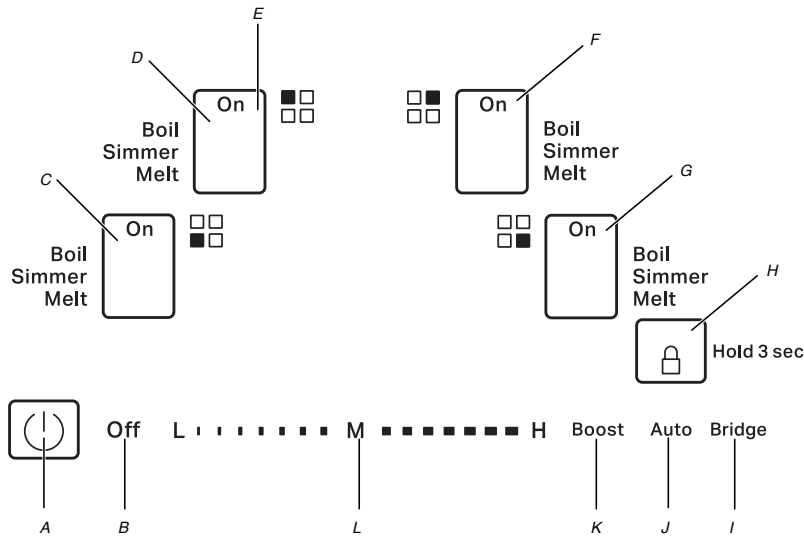 E
D
F
On
On
Boil
Simmer
Melt
Boil
Simmer
Melt
C
G
On
On
Boil
Simmer
Melt
Boil
Simmer
Melt
H
Hold 3 sec
Off L M H Boost Auto Bridge
A B L K J I